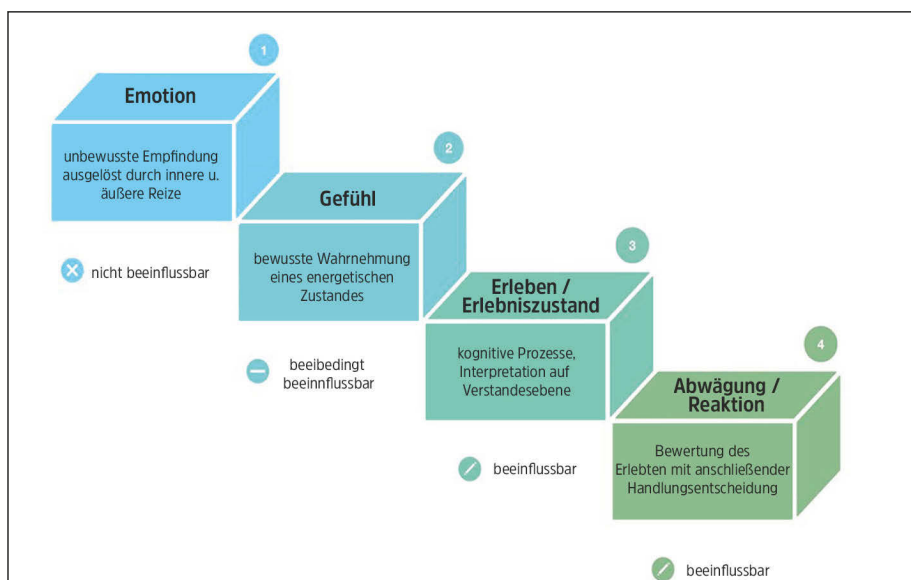 1
Emotion
unbewusste Empfindung
ausgelöst durch innere u.
äußere Reize
nicht beeinflussbar
2
Gefühl
bewusste Wahrnehmung
eines energetischen
Zustandes
beeibedingt
beeinnflussbar
3
Erleben /
Erlebniszustand
kognitive Prozesse,
Interpretation auf
Verstandesebene
beeinflussbar
4
Abwägung /
Reaktion
Bewertung des
Erlebten mit anschließender
Handlungsentscheidung
beeinflussbar